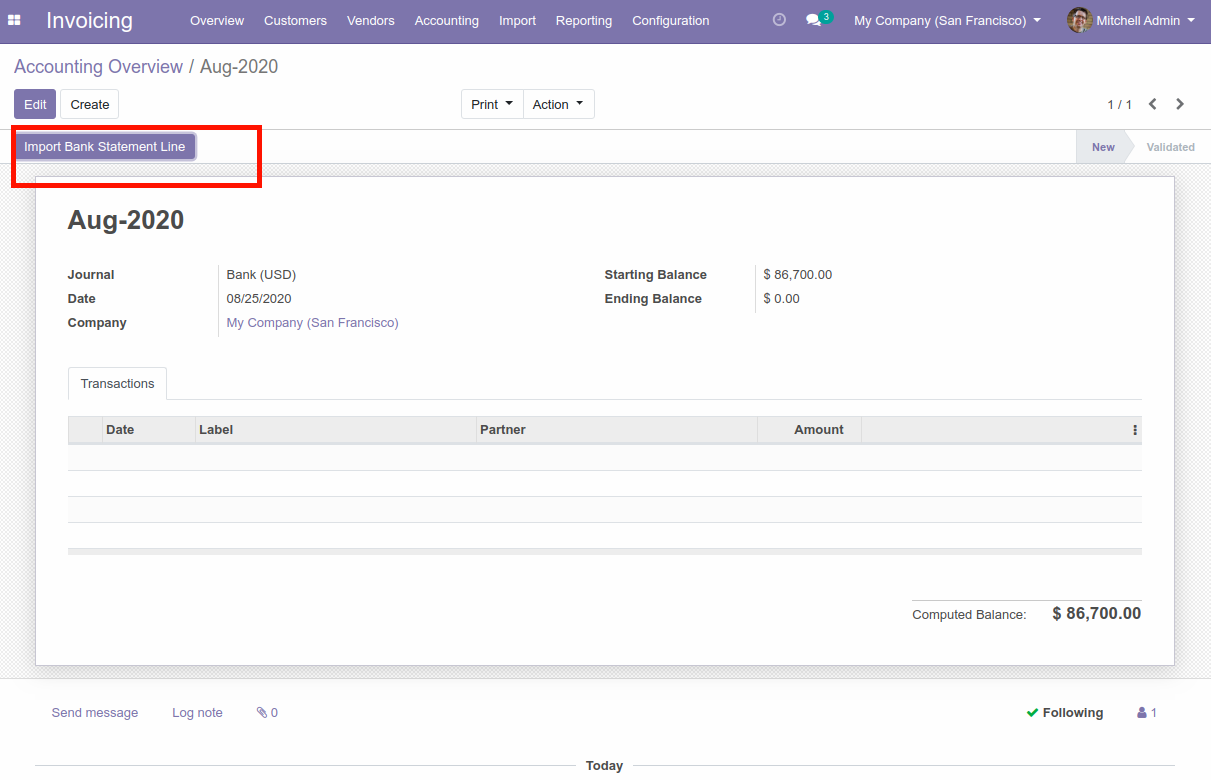 Invoicing Overview Customers Vendors Accounting Import Reporting Configuration 3 My Company (San Francisco) Mitchell Admin
Accounting Overview / Aug-2020
Edit Create Print Action 1 / 1
Import Bank Statement Line New Validated
Aug-2020
Journal Bank (USD) Starting Balance $ 86,700.00
Date 08/25/2020 Ending Balance $ 0.00
Company My Company (San Francisco)
Transactions
Date Label Partner Amount
Computed Balance: $ 86,700.00
Send message Log note 0 Following 1
Today